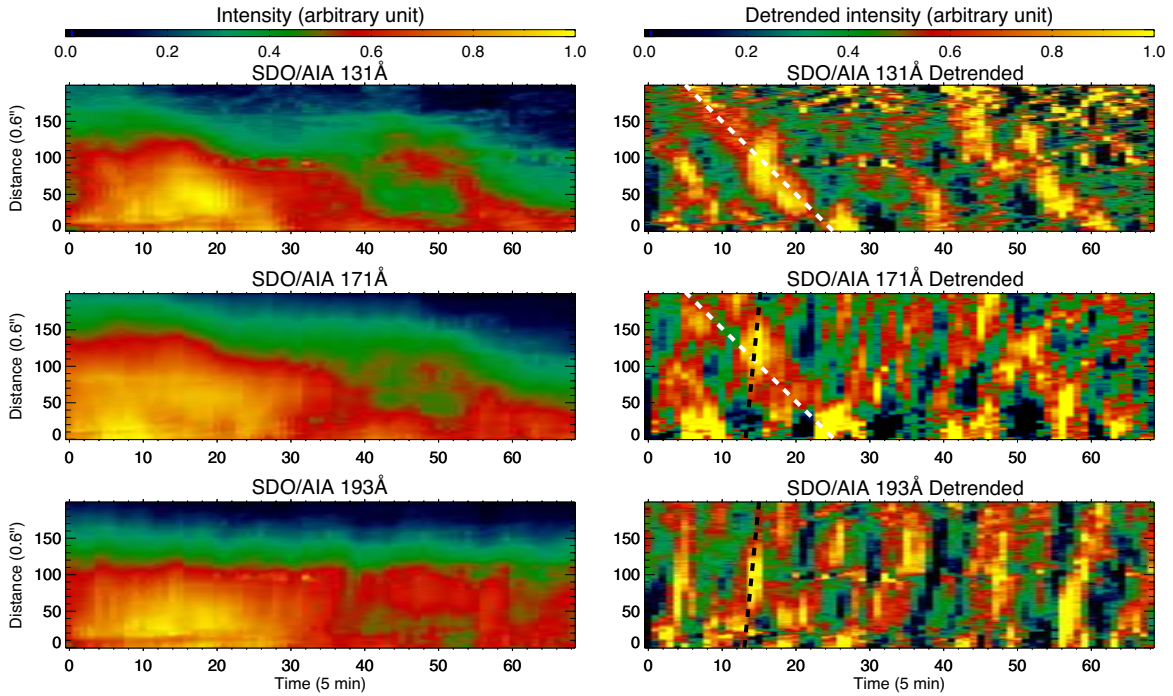 Intensity (arbitrary unit)
0.0 0.2 0.4 0.6 0.8 1.0
Detrended intensity (arbitrary unit)
0.0 0.2 0.4 0.6 0.8 1.0
SDO/AIA 131Å
Distance (0.6")
150
100
50
0
0 10 20 30 40 50 60
SDO/AIA 131Å Detrended
150
100
50
0
0 10 20 30 40 50 60
SDO/AIA 171Å
Distance (0.6")
150
100
50
0
0 10 20 30 40 50 60
SDO/AIA 171Å Detrended
150
100
50
0
0 10 20 30 40 50 60
SDO/AIA 193Å
Distance (0.6")
150
100
50
0
0 10 20 30 40 50 60
Time (5 min)
SDO/AIA 193Å Detrended
150
100
50
0
0 10 20 30 40 50 60
Time (5 min)